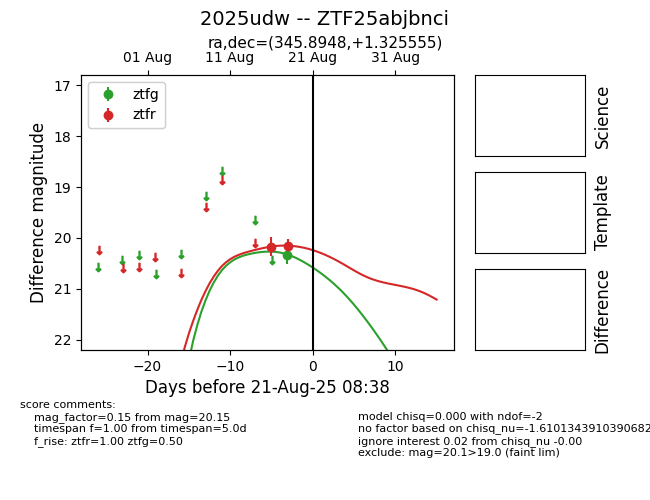 2025udw -- ZTF25abjbnci
ra,dec=(345.8948,+1.325555)
01 Aug 11 Aug 21 Aug 31 Aug
ztfg
ztfr
17
18
19
20
21
22
Difference magnitude
−20 −10 0 10
Days before 21-Aug-25 08:38
Science
Template
Difference
score comments:
mag_factor=0.15 from mag=20.15
timespan f=1.00 from timespan=5.0d
f_rise: ztfr=1.00 ztfg=0.50
model chisq=0.000 with ndof=-2
no factor based on chisq_nu=-1.6101343910390682
ignore interest 0.02 from chisq_nu -0.00
exclude: mag=20.1>19.0 (faint lim)